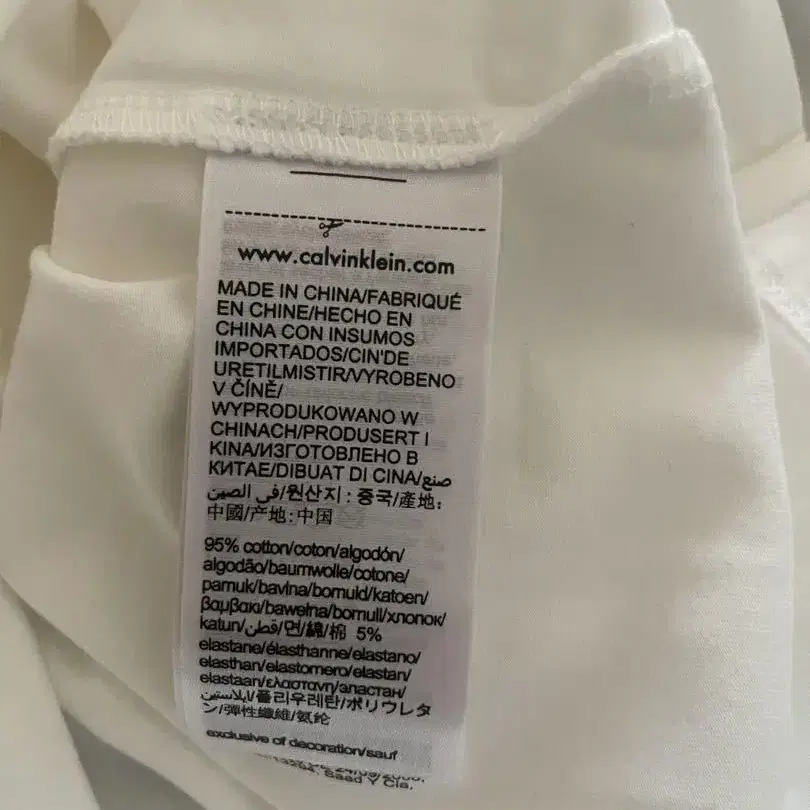 www.calvinklein.com
MADE IN CHINA/FABRIQUÉ
EN CHINE/HECHO EN
CHINA CON INSUMOS
IMPORTADOS/CIN'DE
URETILMISTIR/VYROBENO
V ČÍNĚ/
WYPRODUKOWANO W
CHINACH/PRODUSERT I
KINA/ИЗГОТОВЛЕНО В
КИТАЕ/DIBUAT DI CINA/صنع
في الصين/원산지 : 중국/產地:
中國/产地:中国
95% cotton/coton/algodón/
algodão/baumwolle/cotone/
pamuk/bavlna/bomuld/katoen/
βαμβακι/bawełna/bomull/хлопок/
katun/قطن/면/綿/棉 5%
elastane/élasthanne/elastano/
elasthan/elastomero/elastan/
elastaan/ελαστανη/эластан/
ايلاستين/폴리우레탄/ポリウレタ
ン/彈性纖維/氨纶
exclusive of decoration/sauf
Saad Y Cia.